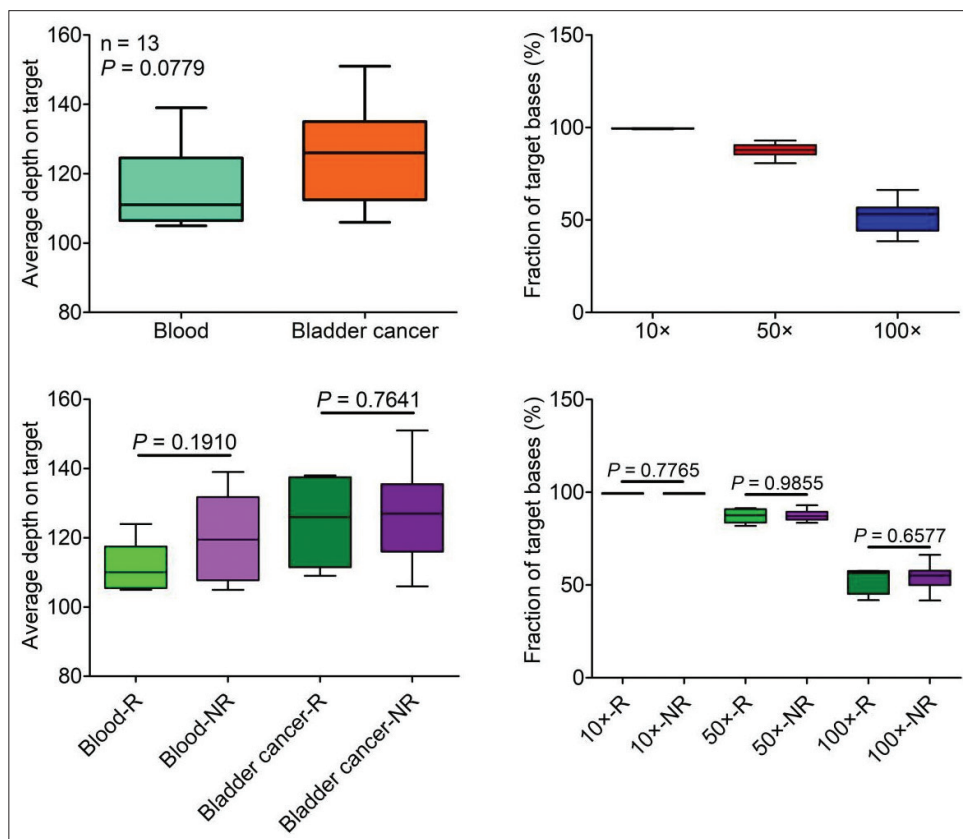 Average depth on target
160
140
120
100
80
n = 13
P = 0.0779
Blood
Bladder cancer
Fraction of target bases (%)
150
100
50
0
10×
50×
100×
Average depth on target
160
140
120
100
80
P = 0.1910
P = 0.7641
Blood-R
Blood-NR
Bladder cancer-R
Bladder cancer-NR
Fraction of target bases (%)
150
100
50
0
P = 0.7765
P = 0.9855
P = 0.6577
10×-R
10×-NR
50×-R
50×-NR
100×-R
100×-NR